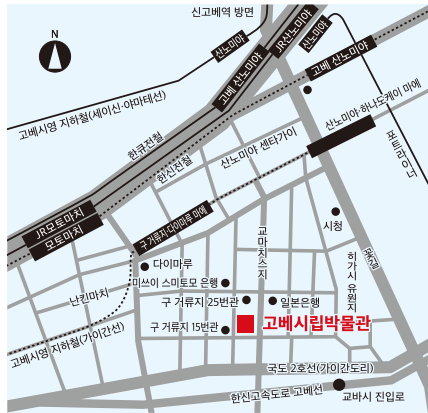 신고베역 방면
N
산노미야
JR산노미야
산노미야
고베 산노미야
고베 산노미야
고베시영 지하철(세이신·야마테선)
한큐전철
한신전철
산노미야 센타가이
산노미야·하나도케이 마에
포트라이너
JR모토마치
모토마치
구 거류지·다이마루 마에
교마치스지
시청
히가시 유원지
다이마루
미쓰이 스미토모 은행
난킨마치
구 거류지 25번관
일본은행
고베시영 지하철(가이간선)
구 거류지 15번관
고베시립박물관
국도 2호선(가이간도리)
한신고속도로 고베선
교바시 진입로